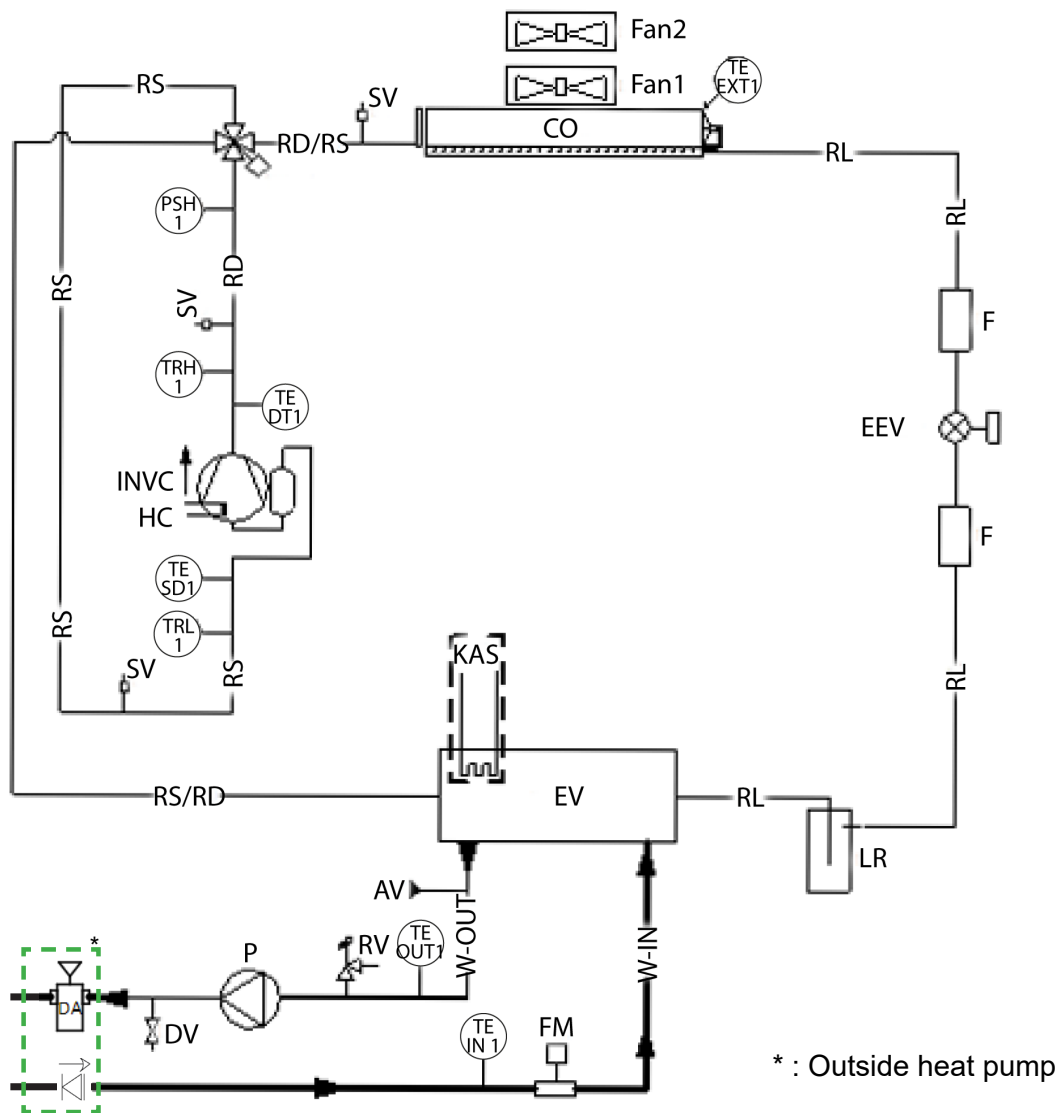 Fan2
Fan1
TE
EXT1
RS
SV
CO
RD/RS
RL
PSH
1
RL
RD
RS
SV
F
TRH
1
TE
DT1
EEV
INVC
HC
F
TE
SD1
TRL
1
RS
RS
SV
KAS
RL
RS/RD
EV
RL
LR
AV
W-OUT
W-IN
*
P
RV
TE
OUT1
DA
DV
TE
IN 1
FM
* : Outside heat pump